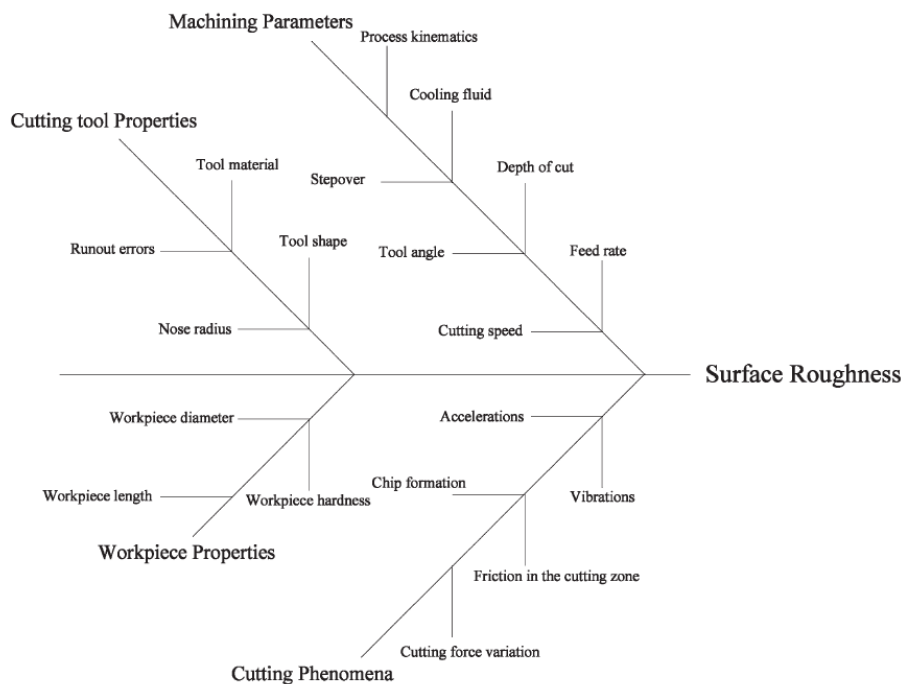 Machining Parameters
Process kinematics
Cooling fluid
Cutting tool Properties
Tool material
Stepover
Depth of cut
Runout errors
Tool shape
Tool angle
Feed rate
Nose radius
Cutting speed
Surface Roughness
Workpiece diameter
Accelerations
Chip formation
Workpiece length
Workpiece hardness
Vibrations
Workpiece Properties
Friction in the cutting zone
Cutting force variation
Cutting Phenomena